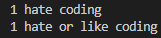 1 hate coding
1 hate or like coding